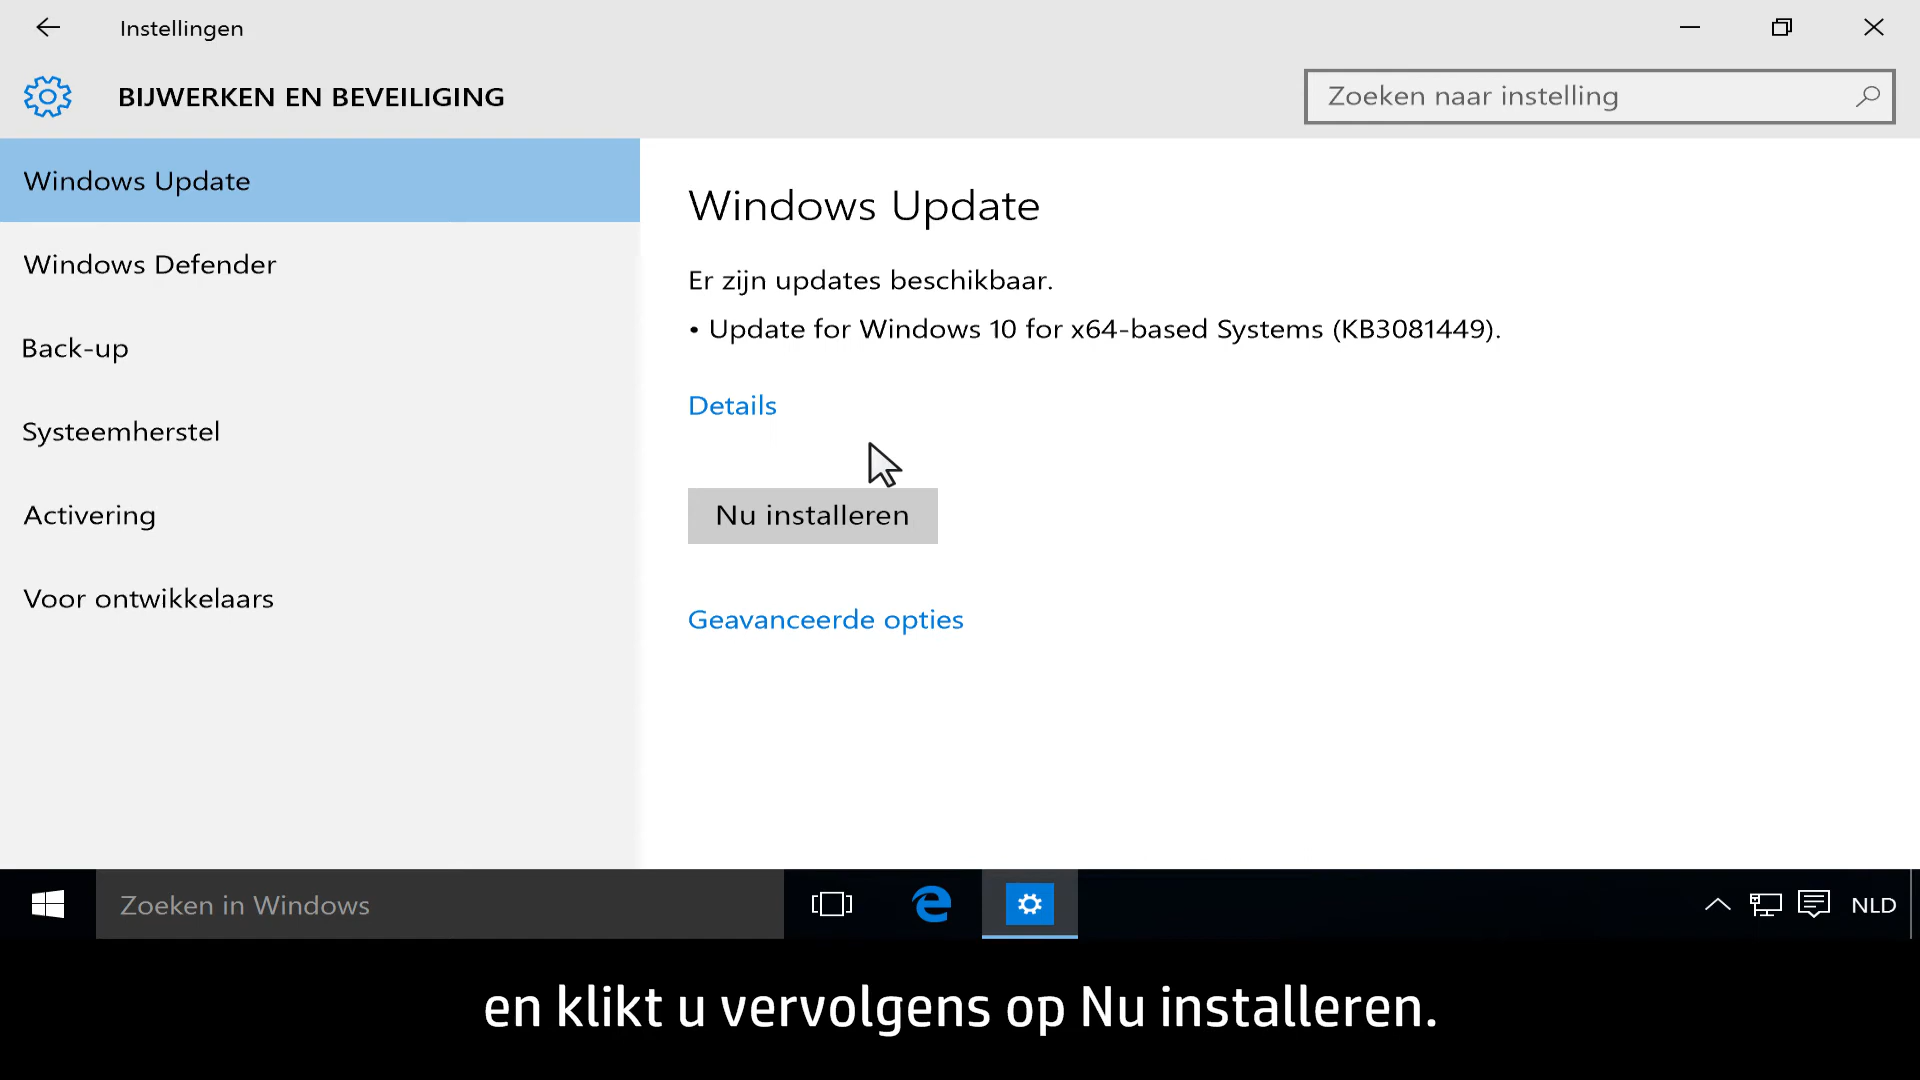 Instellingen
BIJWERKEN EN BEVEILIGING
Zoeken naar instelling
Windows Update
Windows Defender
Back-up
Systeemherstel
Activering
Voor ontwikkelaars
Windows Update
Er zijn updates beschikbaar.
• Update for Windows 10 for x64-based Systems (KB3081449).
Details
Nu installeren
Geavanceerde opties
Zoeken in Windows
NLD
en klikt u vervolgens op Nu installeren.